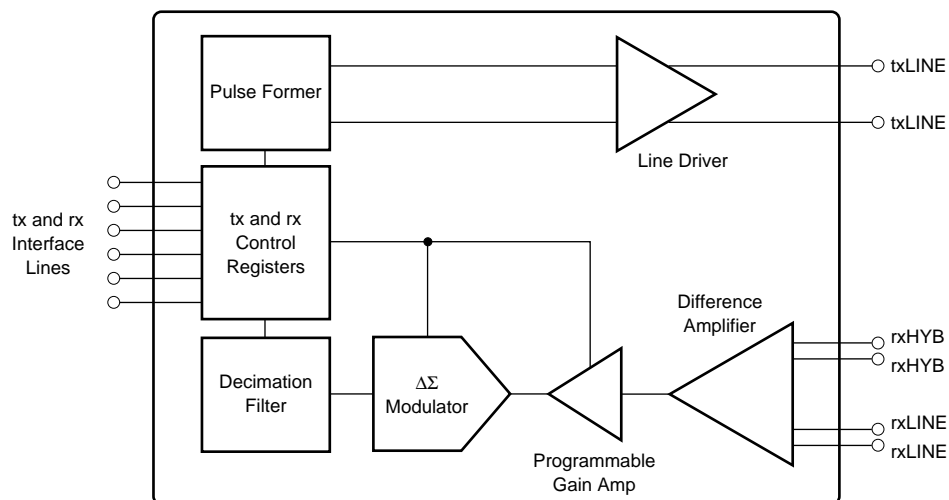 Pulse Former
txLINE
txLINE
Line Driver
tx and rx
Interface
Lines
tx and rx
Control
Registers
Difference
Amplifier
rxHYB
rxHYB
Decimation
Filter
ΔΣ
Modulator
rxLINE
rxLINE
Programmable
Gain Amp